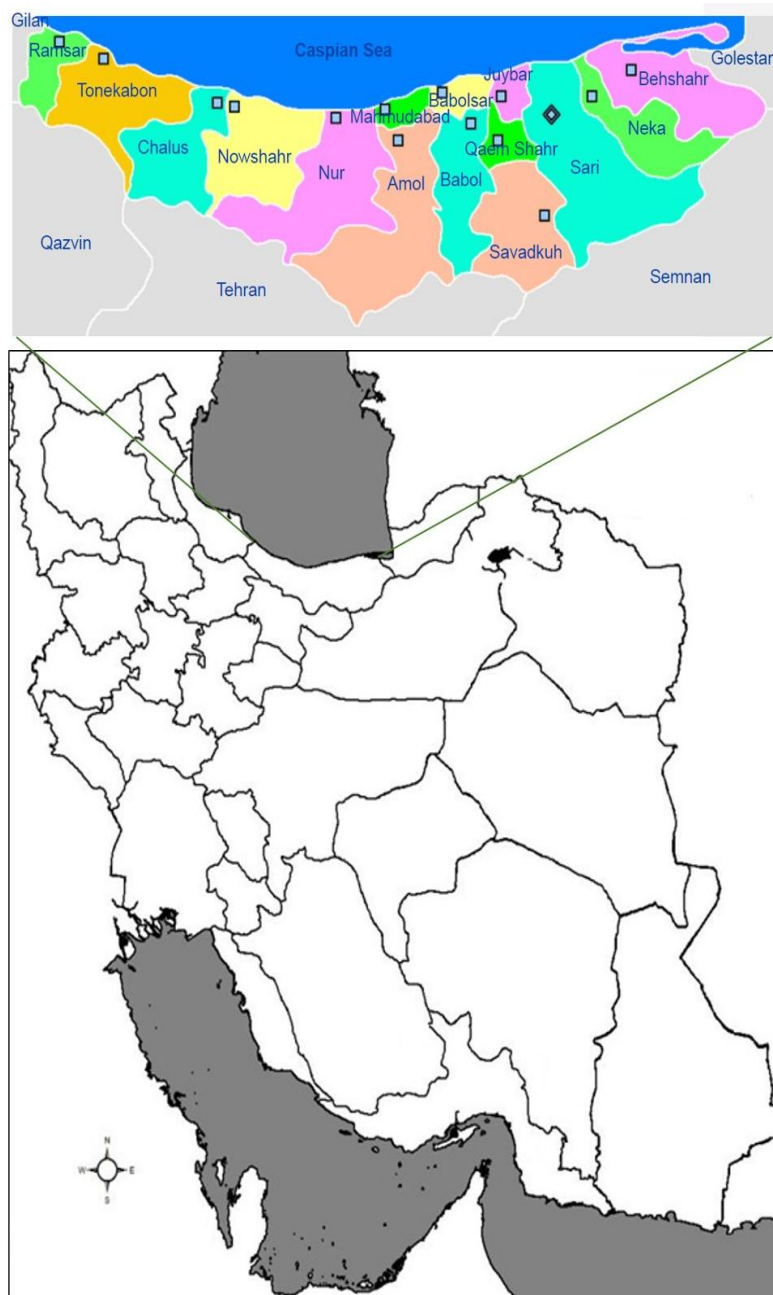 Gilan
Ramsar
Caspian Sea
Golestan
Tonekabon
Juybar
Behshahr
Babolsar
Mahmudabad
Neka
Chalus
Nowshahr
Qaem Shahr
Nur
Amol
Babol
Sari
Qazvin
Savadkuh
Tehran
Semnan
N
W E
S